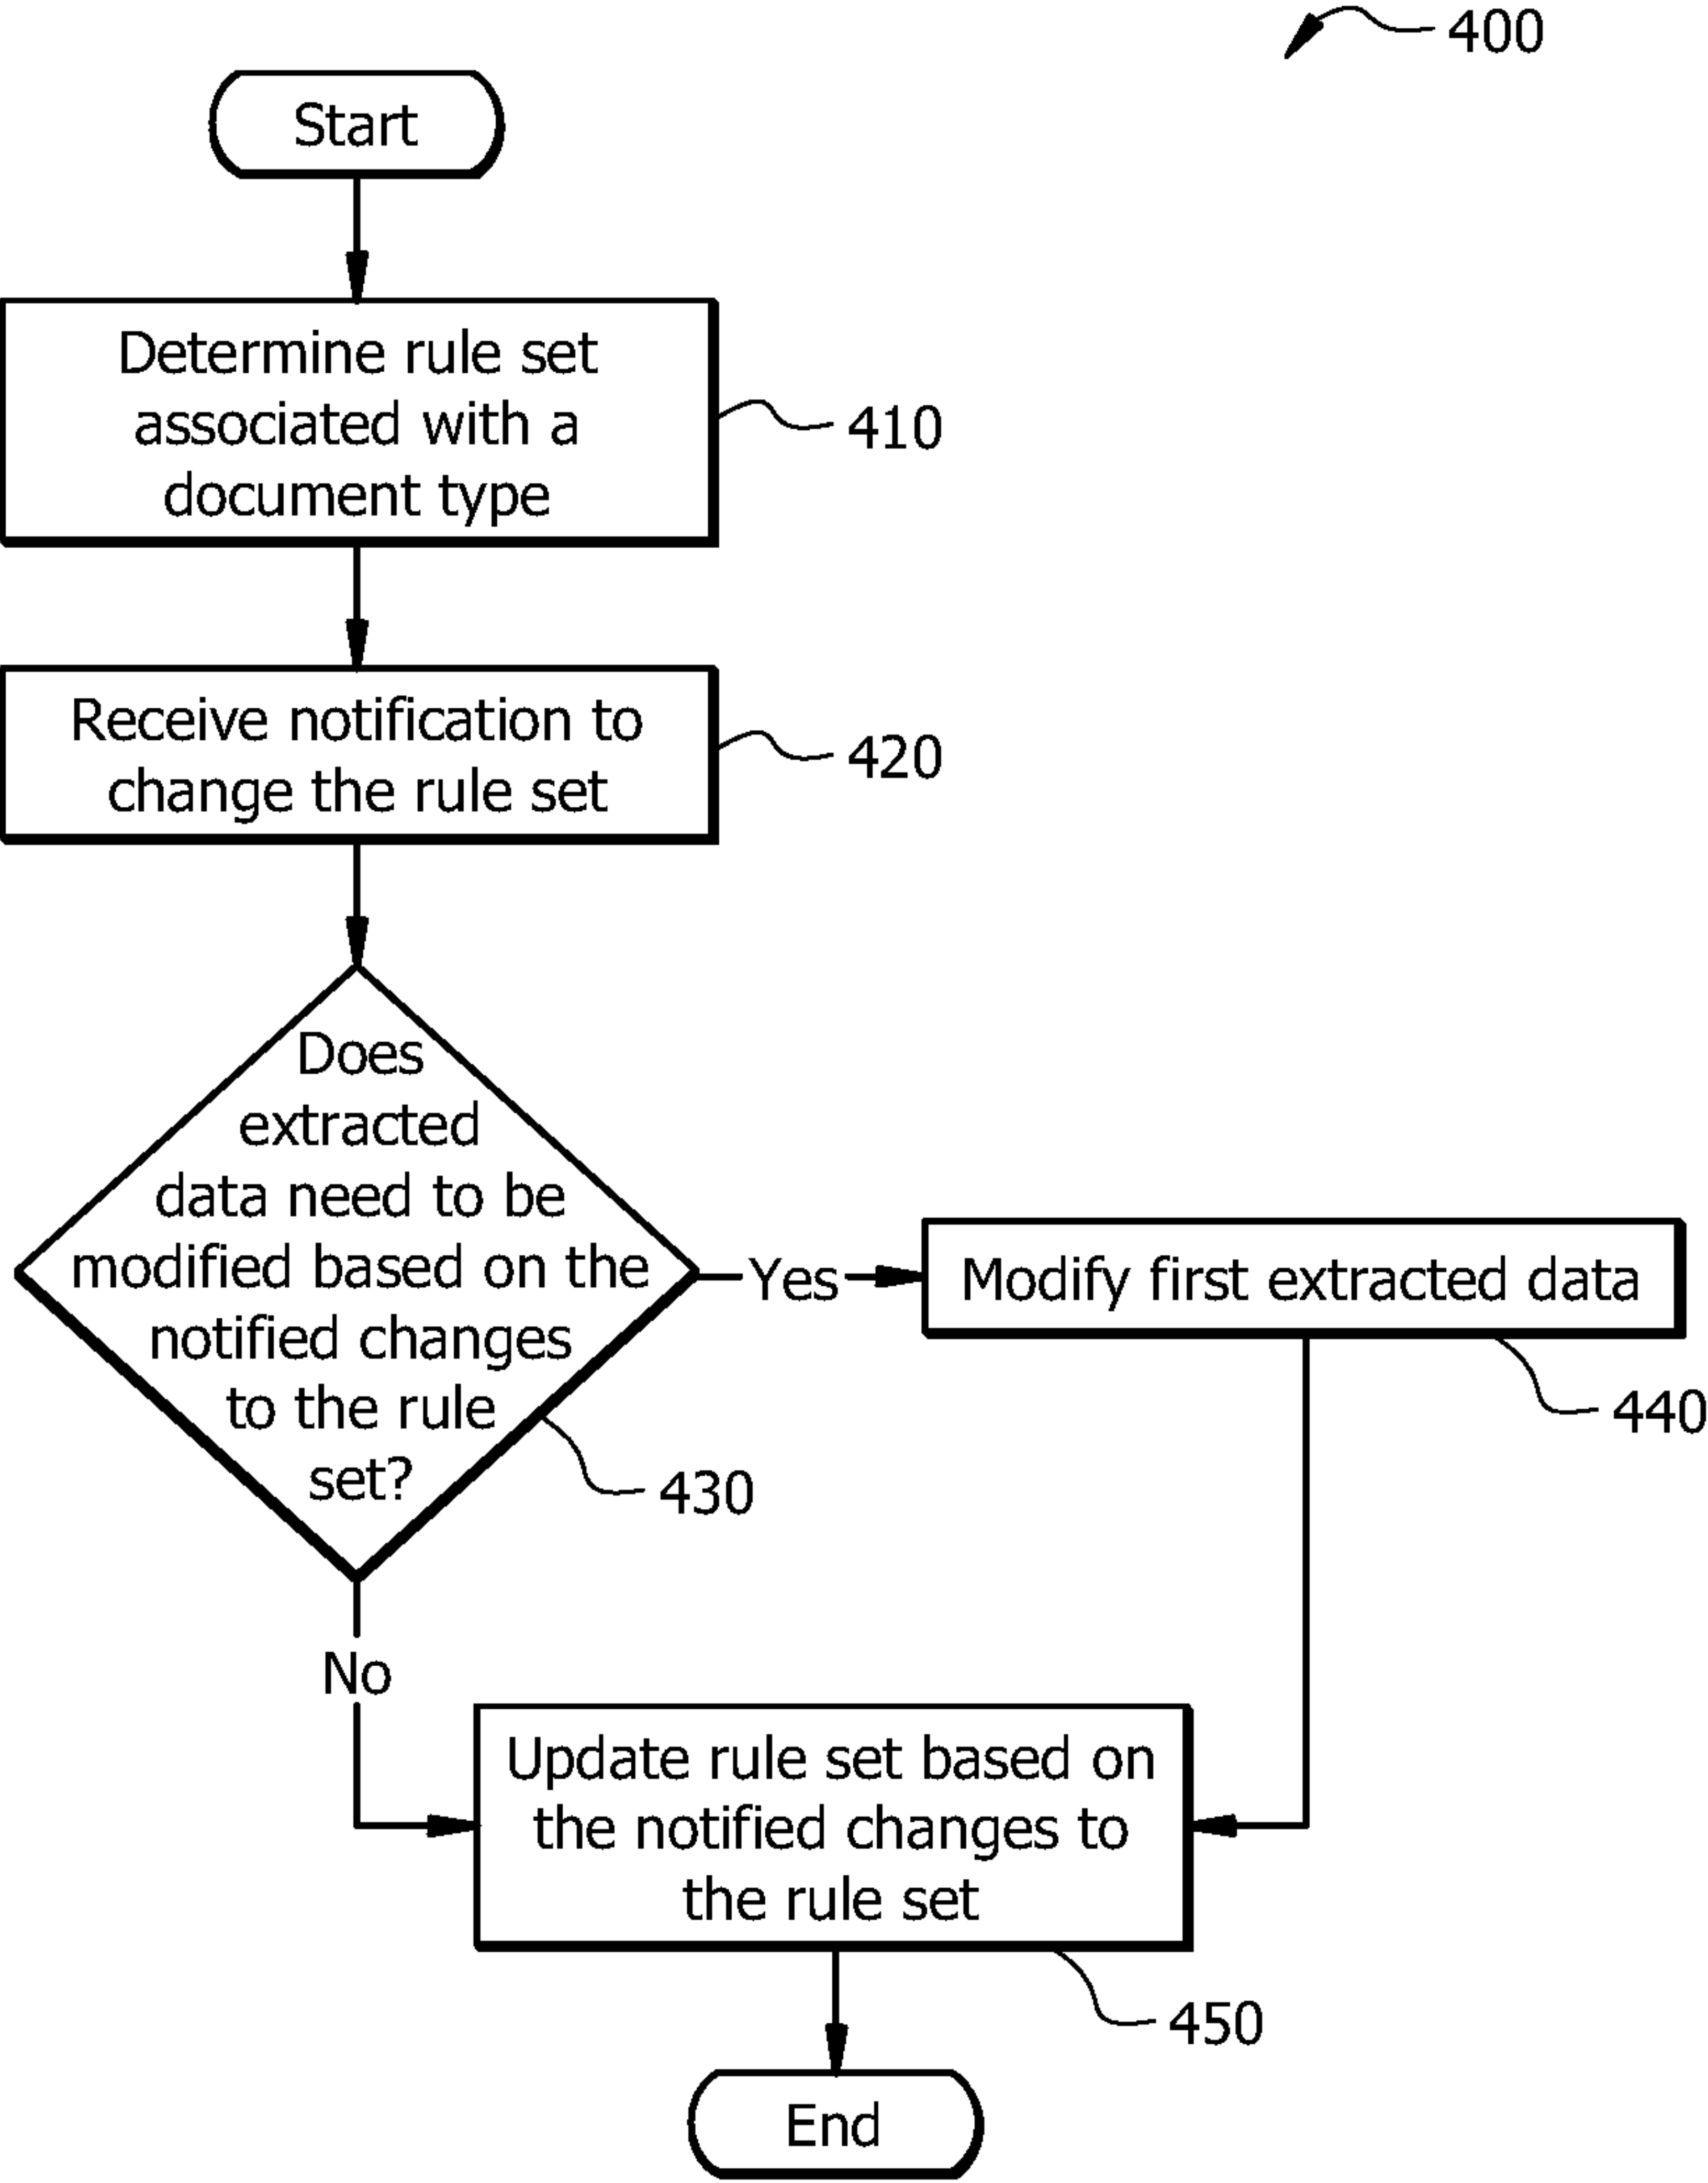 400
Start
Determine rule set
associated with a
document type
410
Receive notification to
change the rule set
420
Does
extracted
data need to be
modified based on the
notified changes
to the rule
set?
430
Yes
Modify first extracted data
440
No
Update rule set based on
the notified changes to
the rule set
450
End